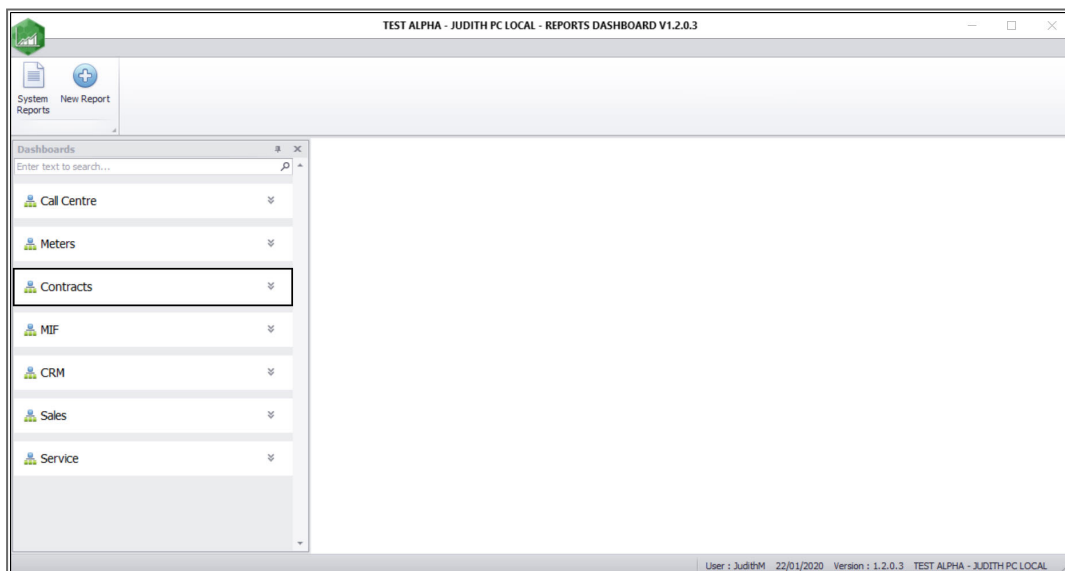 TEST ALPHA - JUDITH PC LOCAL - REPORTS DASHBOARD V1.2.0.3
System Reports
New Report
Dashboards
Enter text to search...
Call Centre
Meters
Contracts
MIF
CRM
Sales
Service
User : JudithM 22/01/2020 Version : 1.2.0.3 TEST ALPHA - JUDITH PC LOCAL